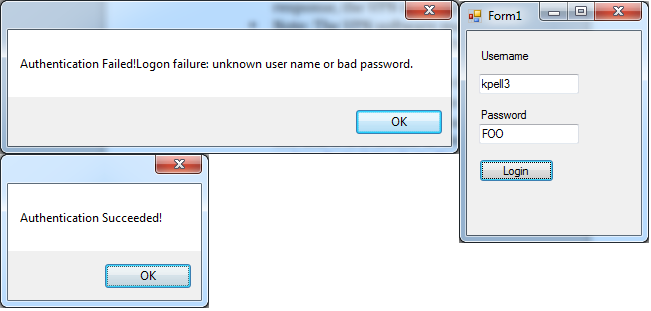 Authentication Failed!Logon failure: unknown user name or bad password.
OK
Authentication Succeeded!
OK
Form1
Username
kpell3
Password
FOO
Login